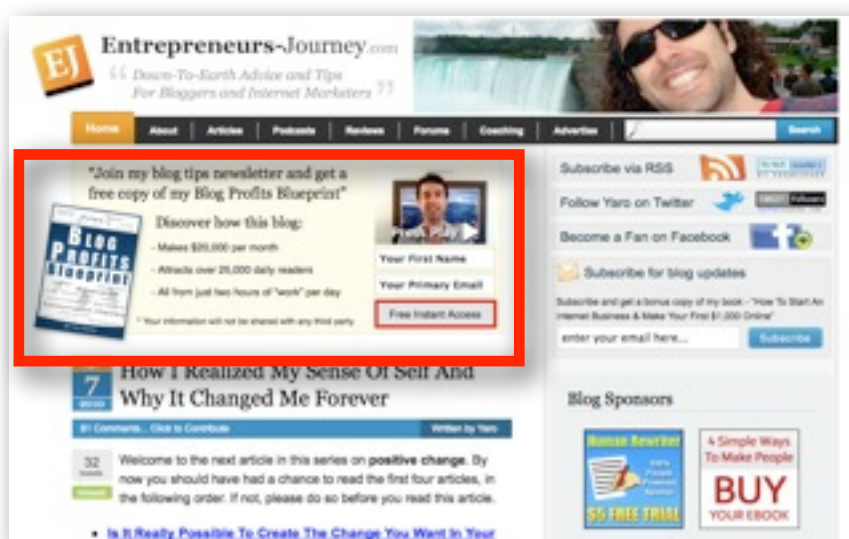 EJ
Entrepreneurs-Journey.com
“ Down-To-Earth Advice and Tips
For Bloggers and Internet Marketers ”
Home About Articles Podcasts Reviews Forums Coaching Advertise Search
"Join my blog tips newsletter and get a
free copy of my Blog Profits Blueprint"
BLOG
PROFITS
Blueprint
Discover how this blog:
- Makes $20,000 per month
- Attracts over 25,000 daily readers
- All from just two hours of "work" per day
* Your information will not be shared with any third party
Press Play
Your First Name
Your Primary Email
Free Instant Access
Subscribe via RSS
Follow Yaro on Twitter
Become a Fan on Facebook
Subscribe for blog updates
Subscribe and get a bonus copy of my book - "How To Start An
Internet Business & Make Your First $1,000 Online"
enter your email here... Subscribe
7
2010
How I Realized My Sense Of Self And
Why It Changed Me Forever
81 Comments... Click to Contribute Written by Yaro
32
tweets
Welcome to the next article in this series on positive change. By
now you should have had a chance to read the first four articles, in
the following order. If not, please do so before you read this article.
• Is It Really Possible To Create The Change You Want In Your
Blog Sponsors
Human Rewriter
100%
People
Powered
$5 FREE TRIAL
4 Simple Ways
To Make People
BUY
YOUR EBOOK